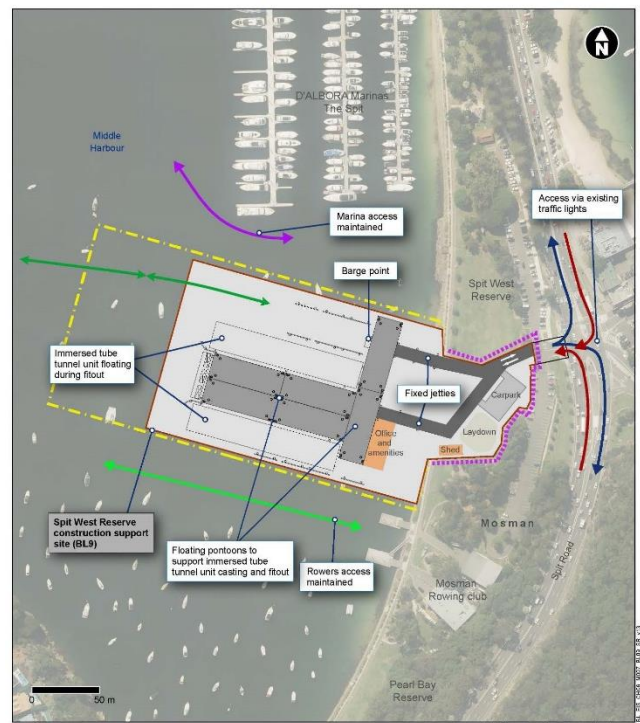 N
D'ALBORA MARINAS
The Spit
Middle
Harbour
Access via existing
traffic lights
Marina access
maintained
Barge point
Spit West
Reserve
Immersed tube
tunnel unit floating
during fitout
Fixed jetties
Carpark
Office
and
amenities
Laydown
Shed
Spit West Reserve
construction support
site (BL9)
Floating pontoons to
support immersed tube
tunnel unit casting and fitout
Rowers access
maintained
Mosman
Spit Road
Mosman
Rowing club
Pearl Bay
Reserve
0
50 m